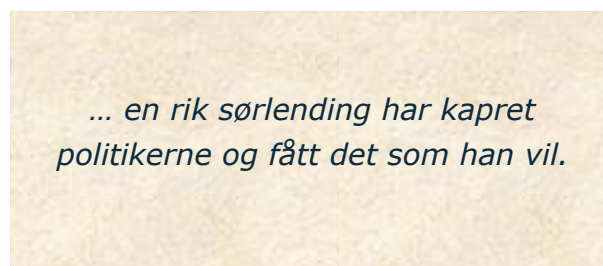 … en rik sørlending har kapret
politikerne og fått det som han vil.